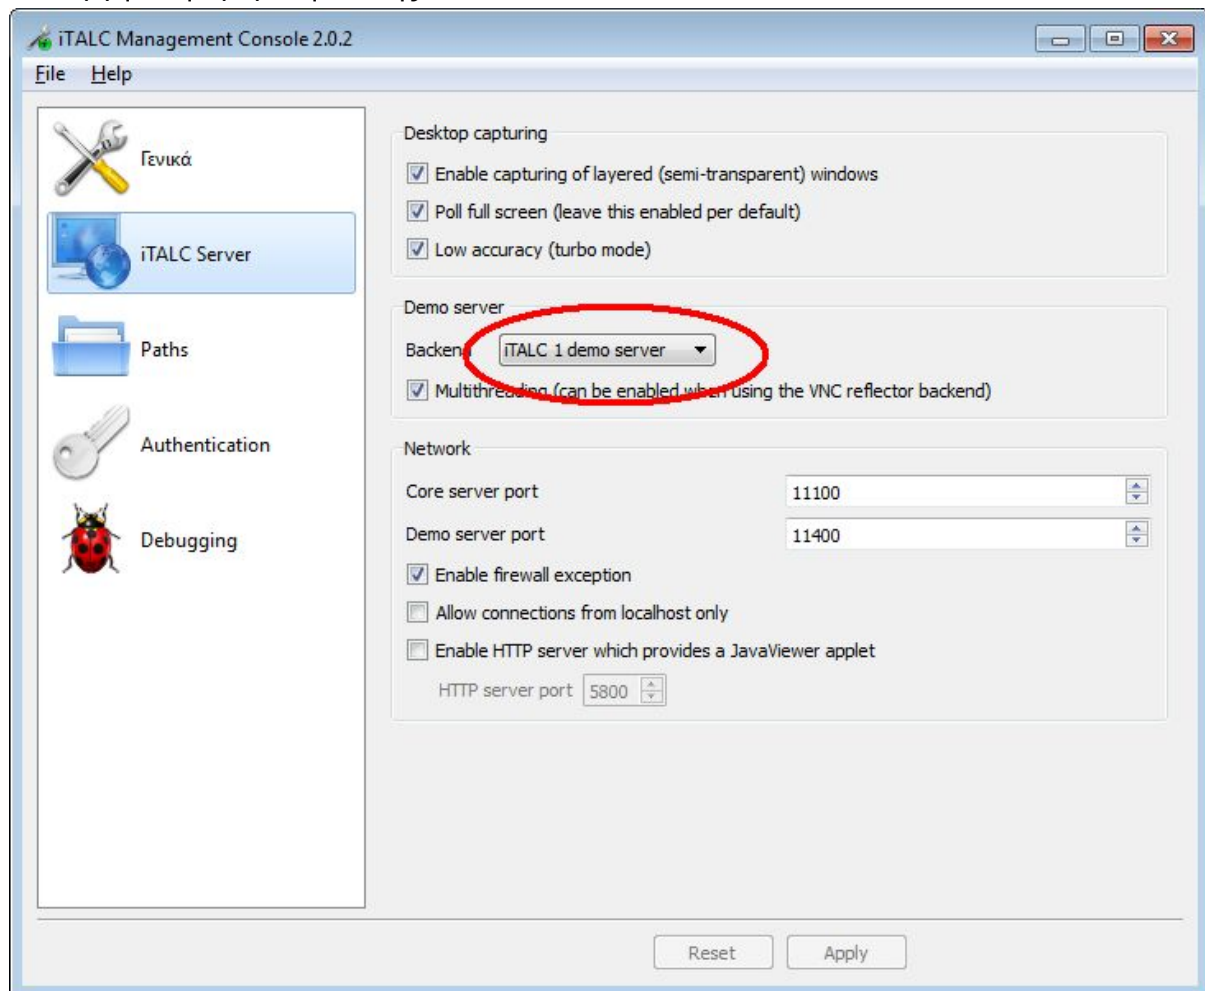 iTALC Management Console 2.0.2
File Help
Γενικά
iTALC Server
Paths
Authentication
Debugging
Desktop capturing
Enable capturing of layered (semi-transparent) windows
Poll full screen (leave this enabled per default)
Low accuracy (turbo mode)
Demo server
Backend iTALC 1 demo server
Multithreading (can be enabled when using the VNC reflector backend)
Network
Core server port 11100
Demo server port 11400
Enable firewall exception
Allow connections from localhost only
Enable HTTP server which provides a JavaViewer applet
HTTP server port 5800
Reset Apply